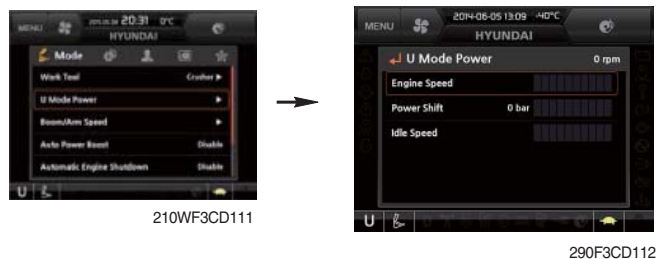 MENU 20:31 0℃
HYUNDAI
Mode
Work Tool Crusher
U Mode Power
Boom/Arm Speed
Auto Power Boost Disable
Automatic Engine Shutdown Disable
U
210WF3CD111
MENU 2014-06-05 13:09 -40℃
HYUNDAI
U Mode Power 0 rpm
Engine Speed
Power Shift 0 bar
Idle Speed
U
290F3CD112